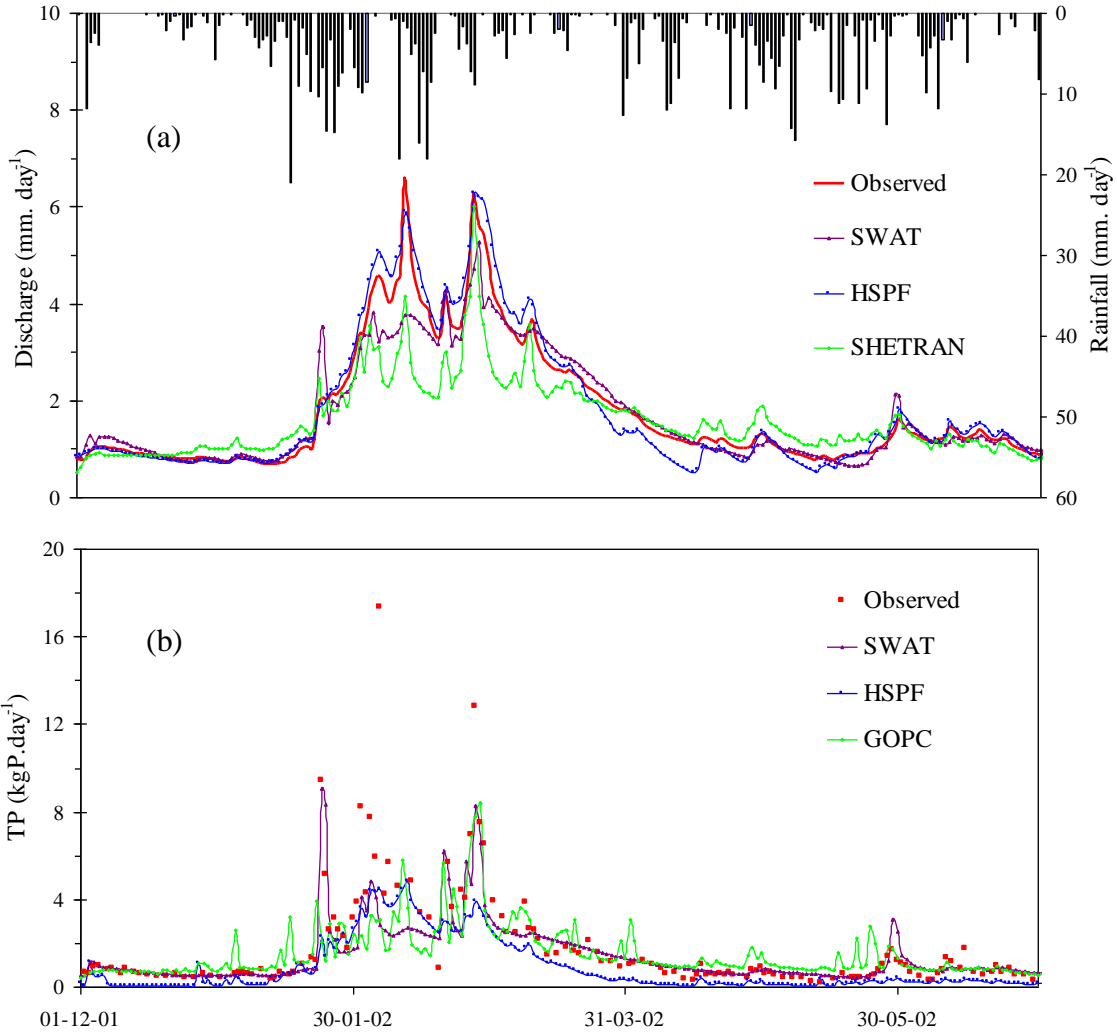 10
8
6
4
2
0
Discharge (mm. day-1)
0
10
20
30
40
50
60
Rainfall (mm. day-1)
(a)
Observed
SWAT
HSPF
SHETRAN
20
16
12
8
4
0
TP (kgP.day-1)
(b)
Observed
SWAT
HSPF
GOPC
01-12-01 30-01-02 31-03-02 30-05-02